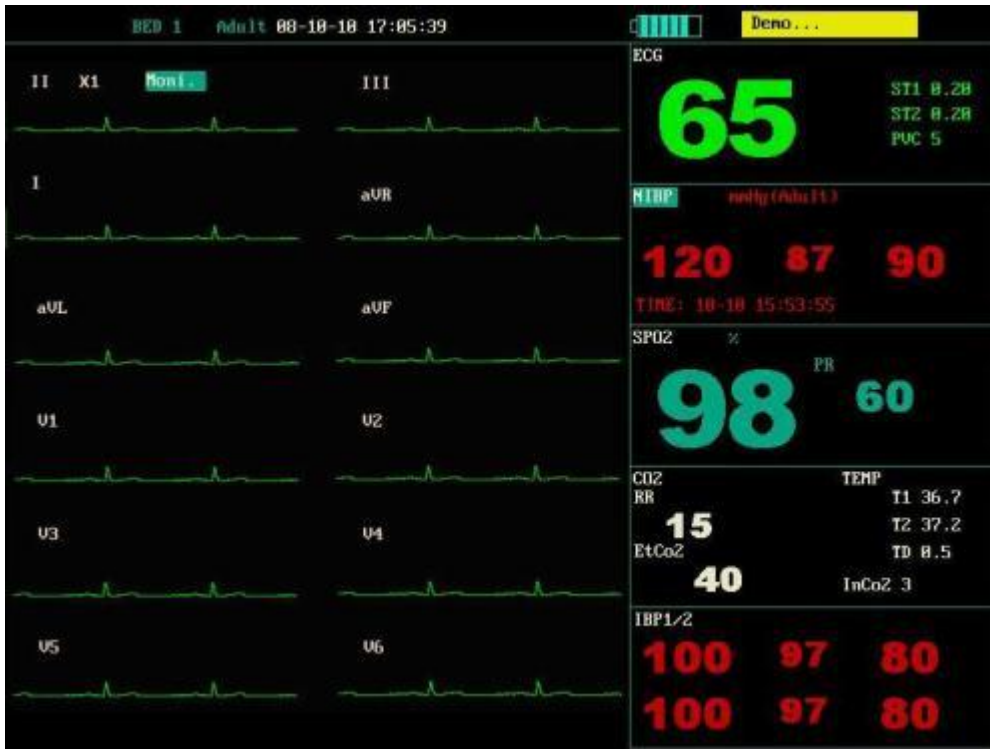 BED 1 Adult 08-10-10 17:05:39
Demo...
II X1 Moni.
III
I
aVR
aVL
aVF
V1
V2
V3
V4
V5
V6
ECG
65
ST1 0.20
ST2 0.20
PVC 5
NIBP mmHg(Adult)
120 87 90
TIME: 10-10 15:53:55
SPO2 %
98
PR
60
CO2
RR
15
EtCo2
40
TEMP
T1 36.7
T2 37.2
TD 0.5
InCo2 3
IBP1/2
100 97 80
100 97 80